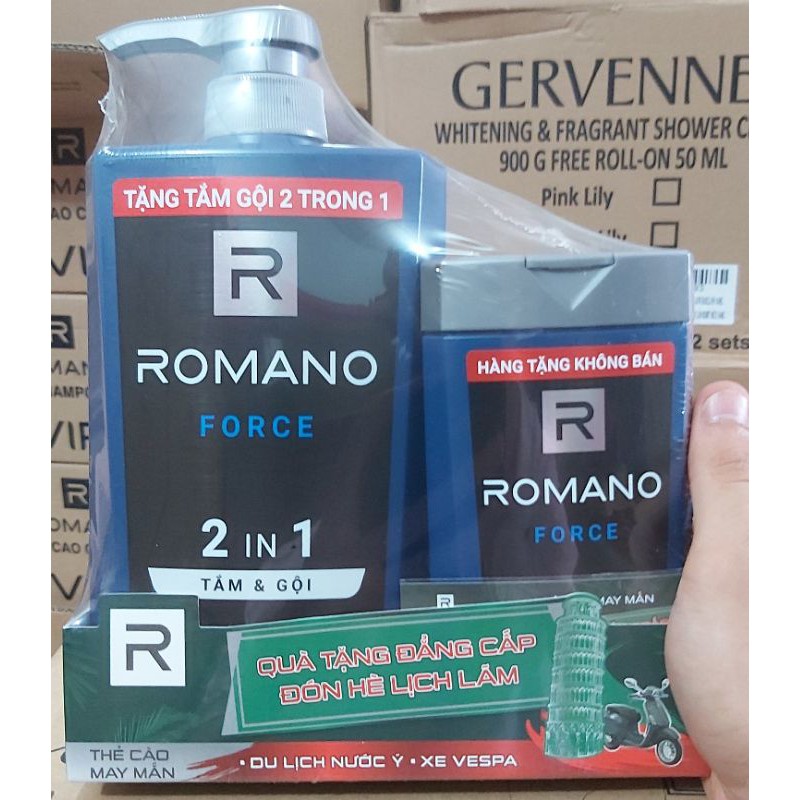 GERVENNE
WHITENING & FRAGRANT SHOWER C
900 G FREE ROLL-ON 50 ML
Pink Lily
2 sets
TẶNG TẮM GỘI 2 TRONG 1
R
ROMANO
FORCE
2 IN 1
TẮM & GỘI
HÀNG TẶNG KHÔNG BÁN
R
ROMANO
FORCE
MAY MẮN
R
QUÀ TẶNG ĐẲNG CẤP
ĐÓN HÈ LỊCH LÃM
THẺ CÀO
MAY MẮN
• DU LỊCH NƯỚC Ý • XE VESPA